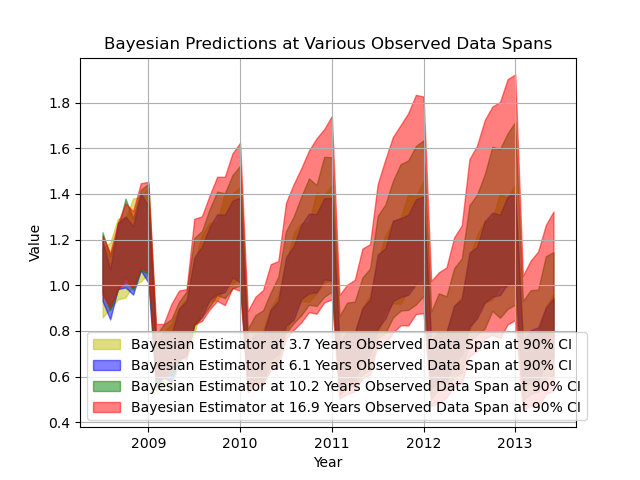 Bayesian Predictions at Various Observed Data Spans
Value
1.8
1.6
1.4
1.2
1.0
0.8
0.6
0.4
Bayesian Estimator at 3.7 Years Observed Data Span at 90% CI
Bayesian Estimator at 6.1 Years Observed Data Span at 90% CI
Bayesian Estimator at 10.2 Years Observed Data Span at 90% CI
Bayesian Estimator at 16.9 Years Observed Data Span at 90% CI
2009 2010 2011 2012 2013
Year